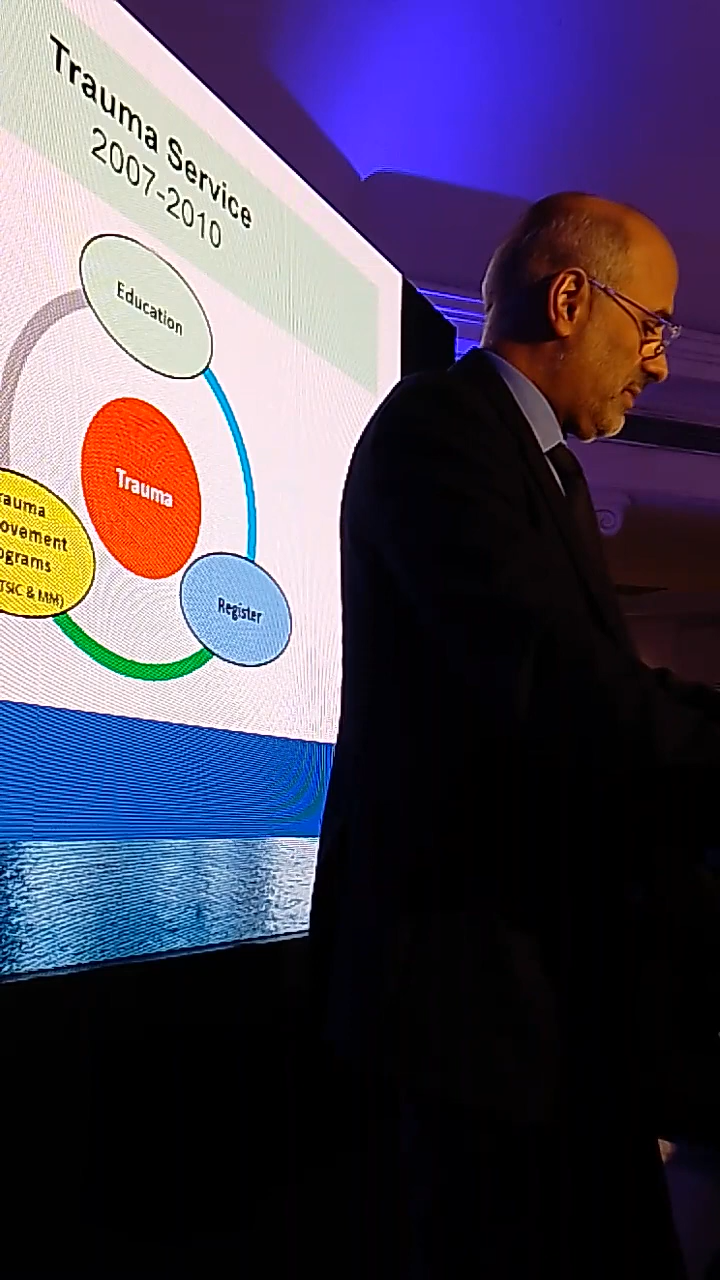 Trauma Service
2007-2010
Education
Trauma
rauma
ovement
ograms
TSIC & MM)
Register